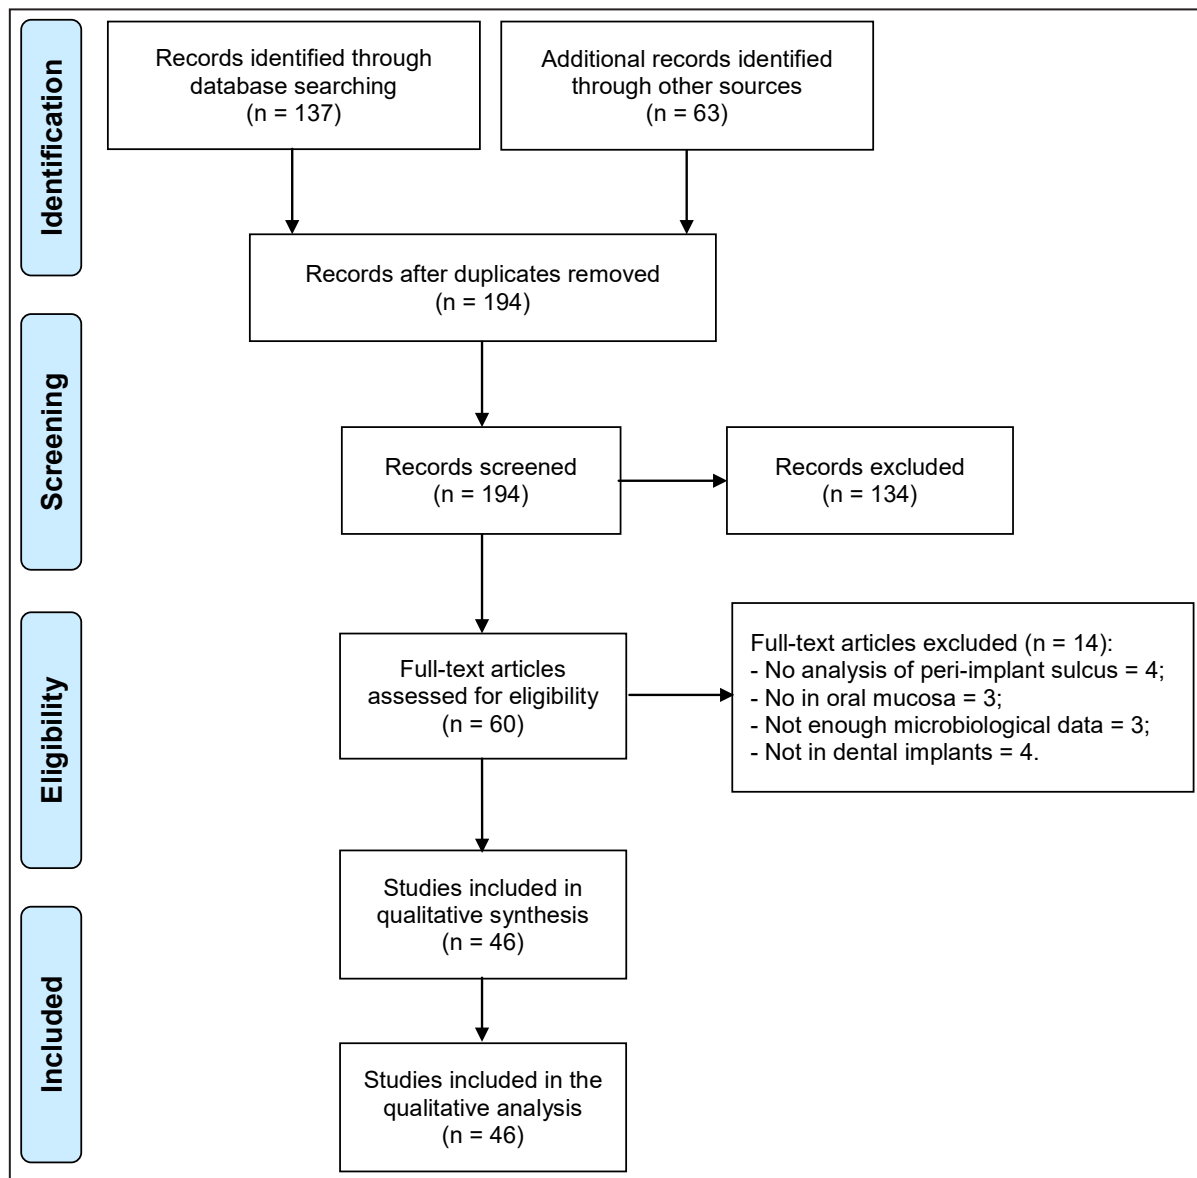 Identification
Records identified through
database searching
(n = 137)
Additional records identified
through other sources
(n = 63)
Records after duplicates removed
(n = 194)
Screening
Records screened
(n = 194)
Records excluded
(n = 134)
Eligibility
Full-text articles
assessed for eligibility
(n = 60)
Full-text articles excluded (n = 14):
- No analysis of peri-implant sulcus = 4;
- No in oral mucosa = 3;
- Not enough microbiological data = 3;
- Not in dental implants = 4.
Included
Studies included in
qualitative synthesis
(n = 46)
Studies included in the
qualitative analysis
(n = 46)